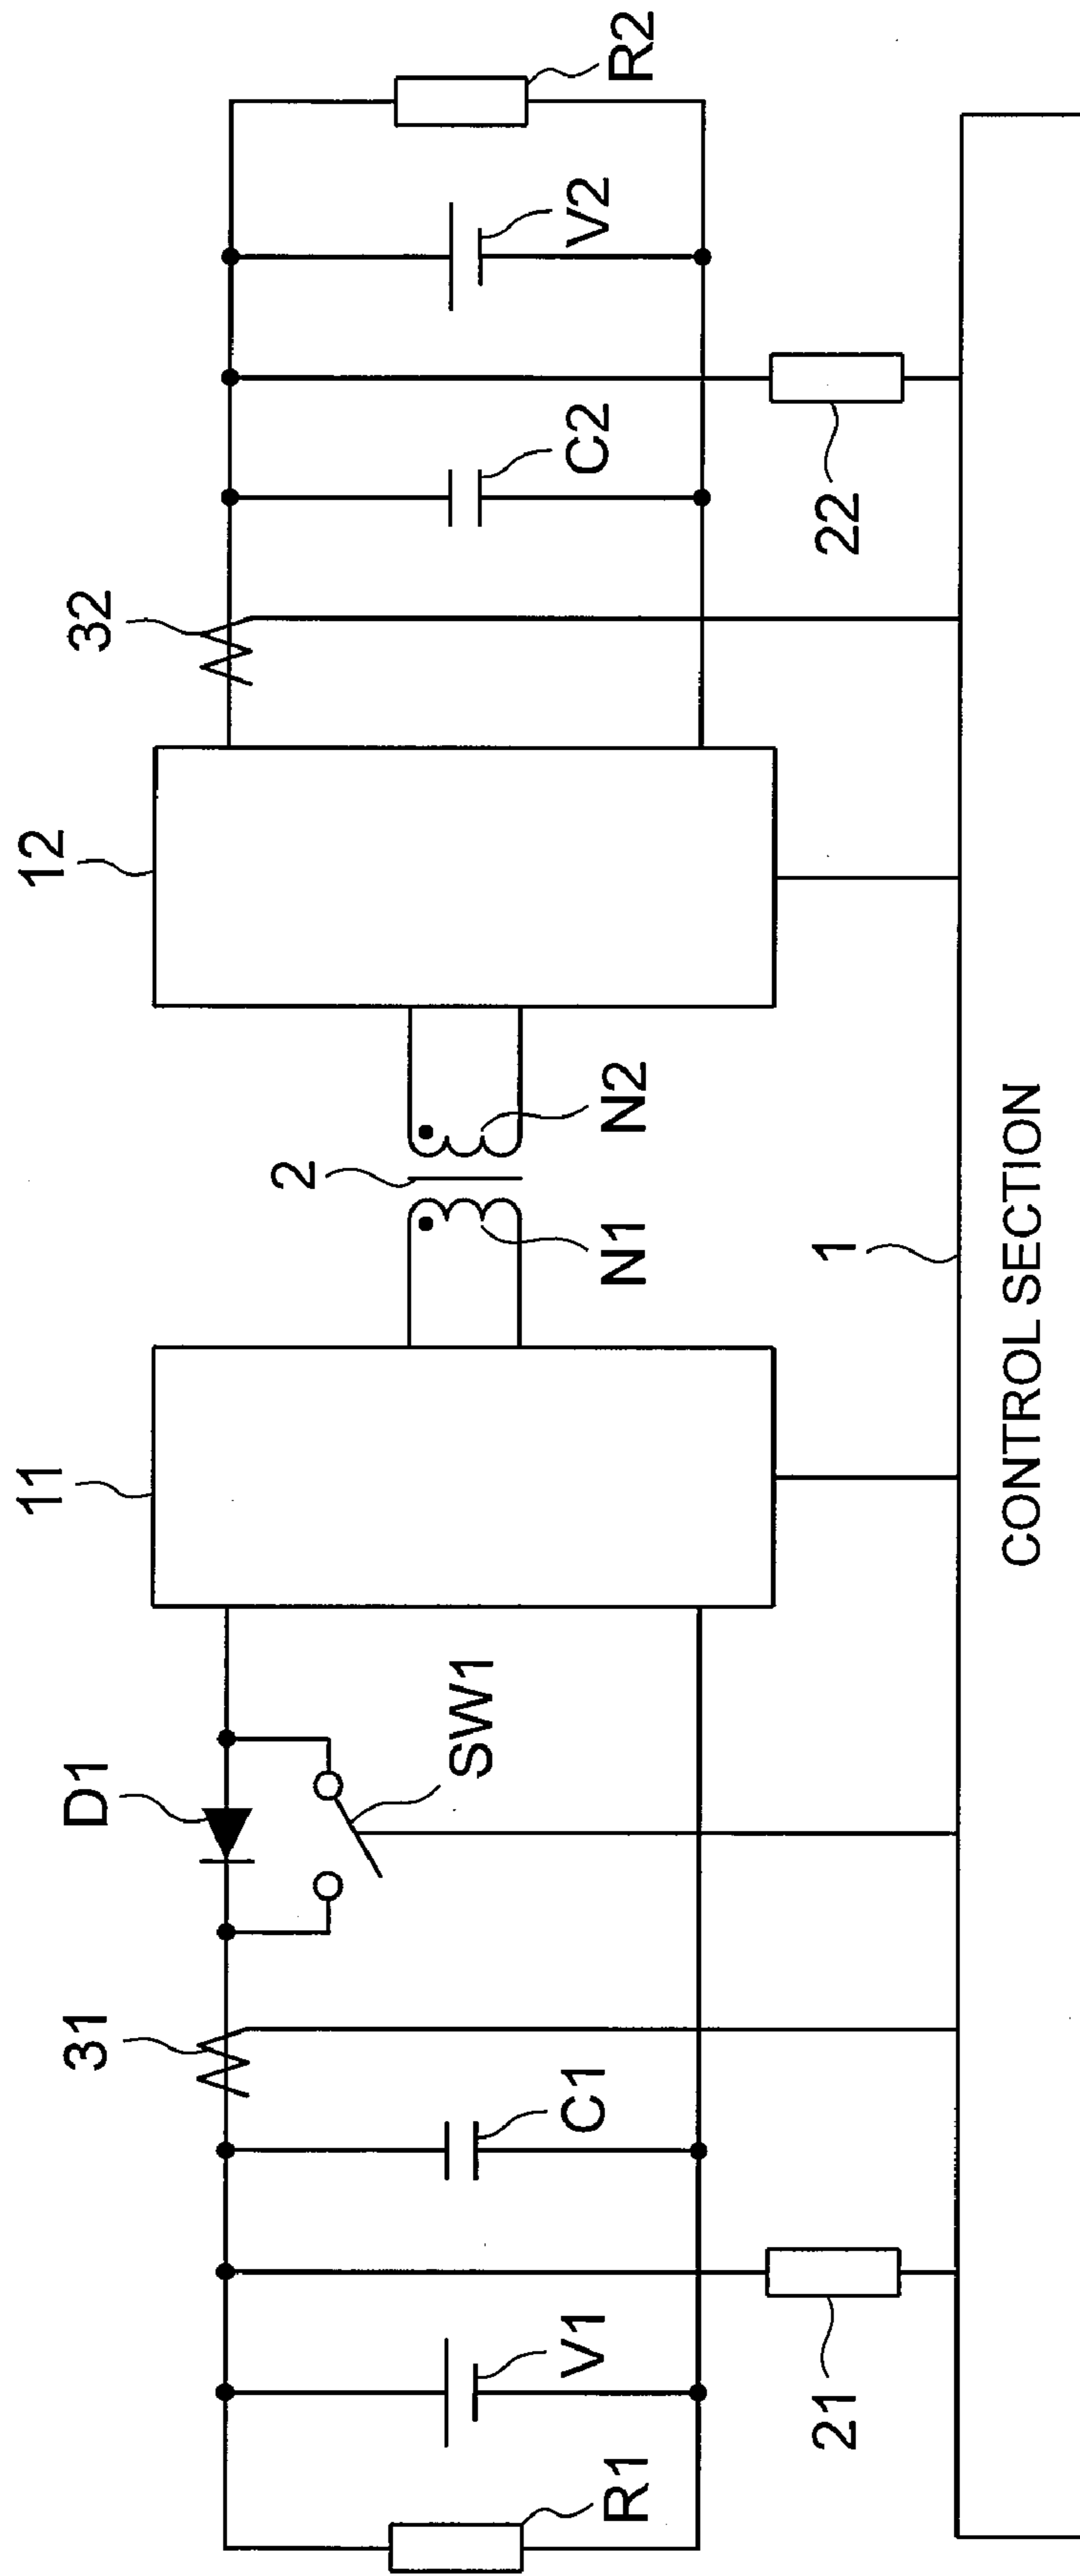 11
2
12
D1
32
31
SW1
N1
N2
R1
V1
C1
C2
V2
R2
21
1
22
CONTROL SECTION